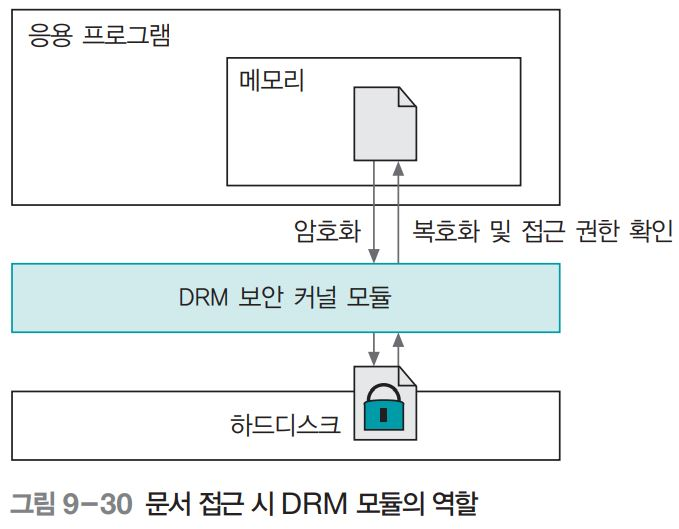 응용 프로그램
메모리
암호화
복호화 및 접근 권한 확인
DRM 보안 커널 모듈
하드디스크
그림 9-30 문서 접근 시 DRM 모듈의 역할